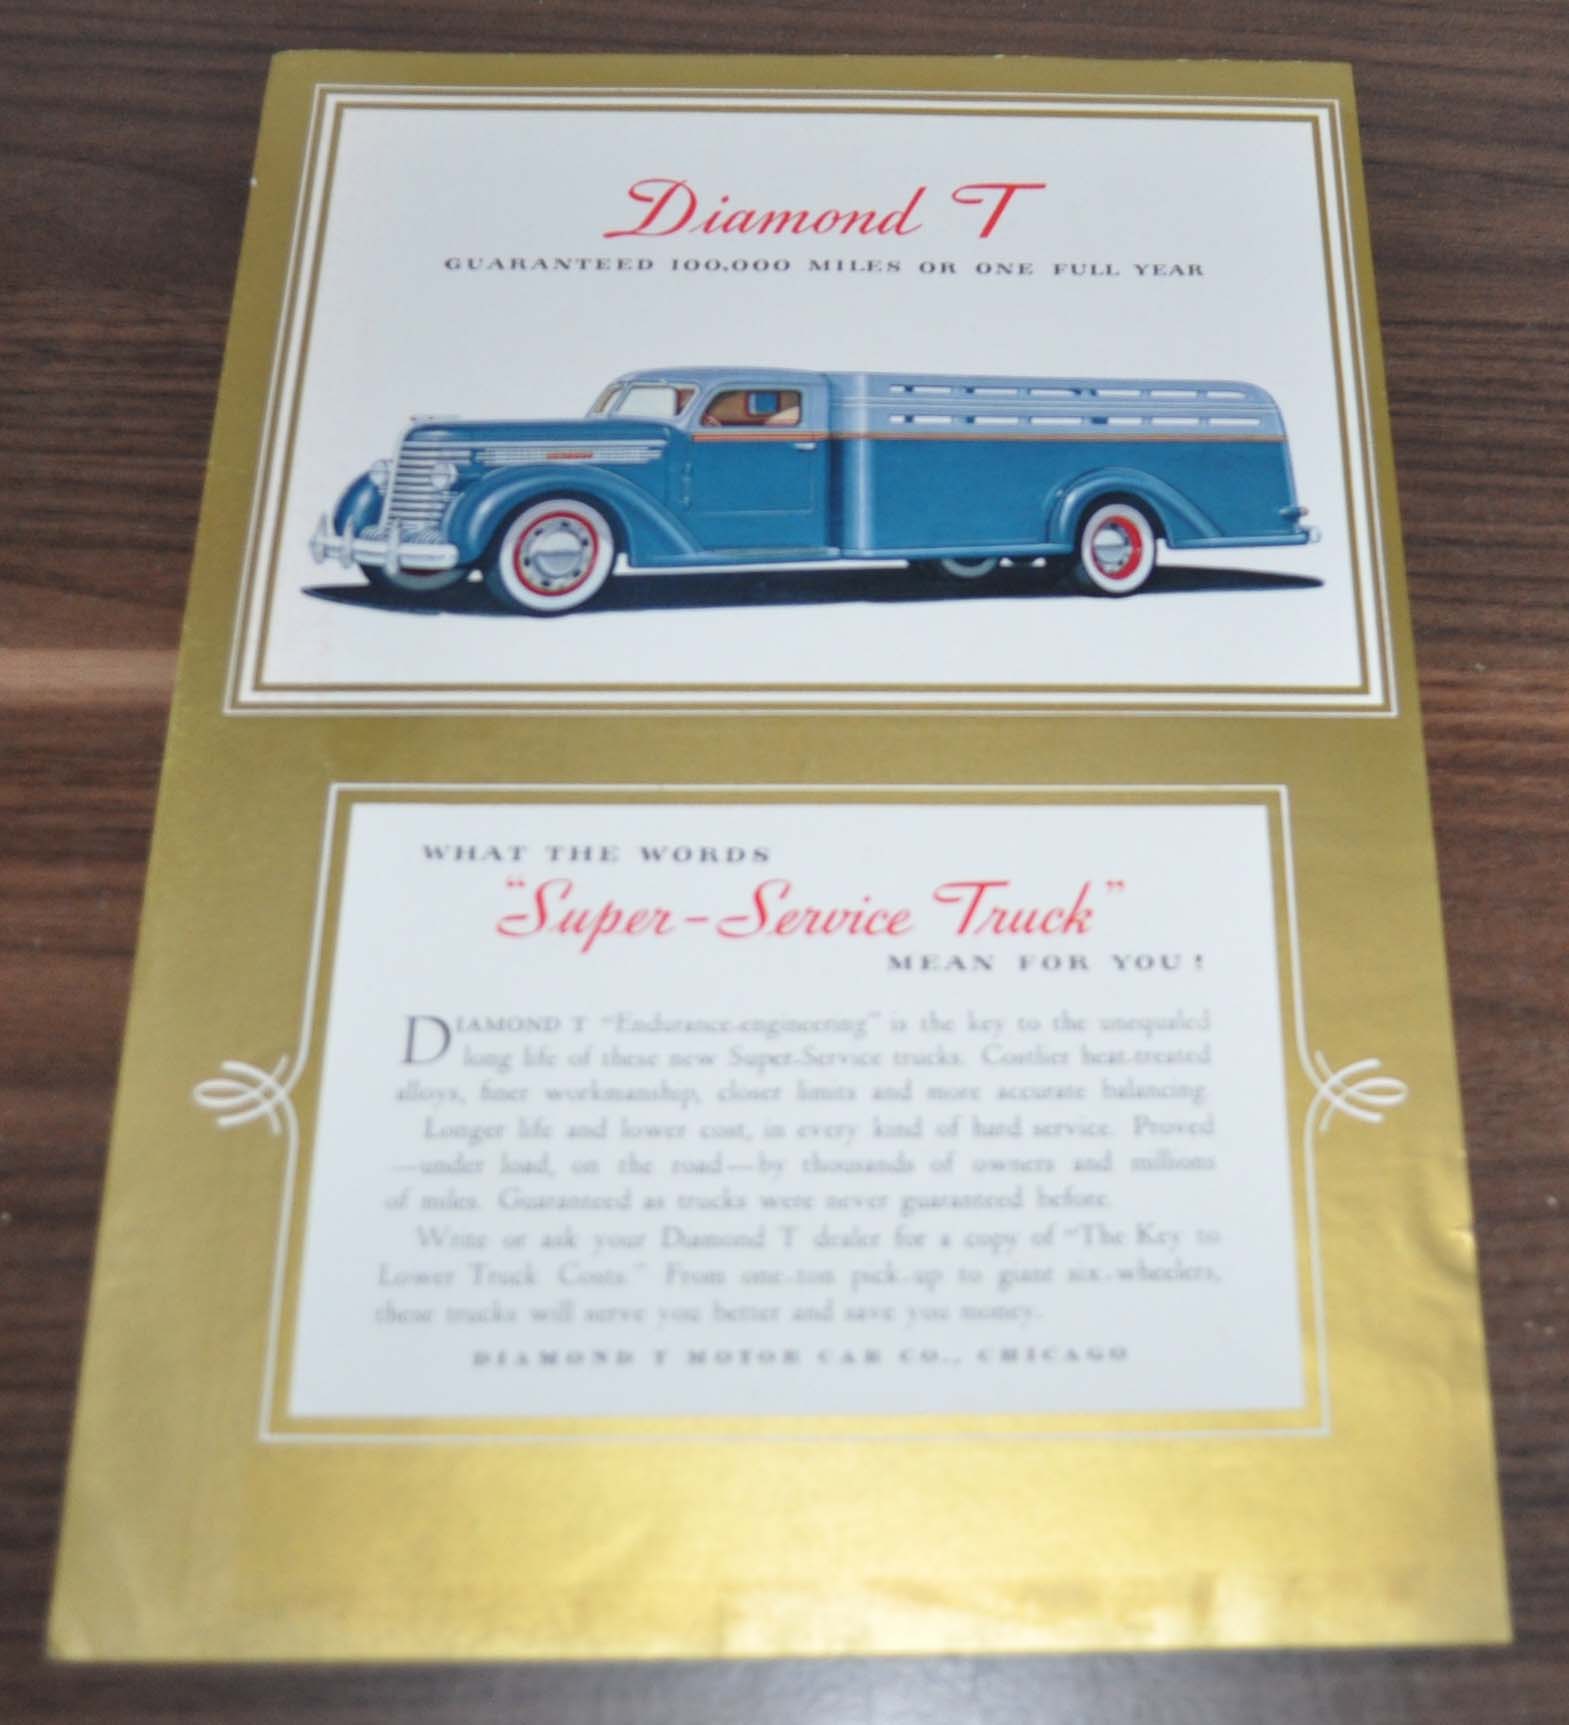 Diamond T
GUARANTEED 100,000 MILES OR ONE FULL YEAR
WHAT THE WORDS
"Super-Service Truck"
MEAN FOR YOU!
DIAMOND T "Endurance-engineering" is the key to the unequaled
long life of these new Super-Service trucks. Costlier heat-treated
alloys, finer workmanship, closer limits and more accurate balancing.
Longer life and lower cost, in every kind of hard service. Proved
—under load, on the road—by thousands of owners and millions
of miles. Guaranteed as trucks were never guaranteed before.
Write or ask your Diamond T dealer for a copy of "The Key to
Lower Truck Costs." From one-ton pick-up to giant six-wheelers,
these trucks will serve you better and save you money.
DIAMOND T MOTOR CAR CO., CHICAGO